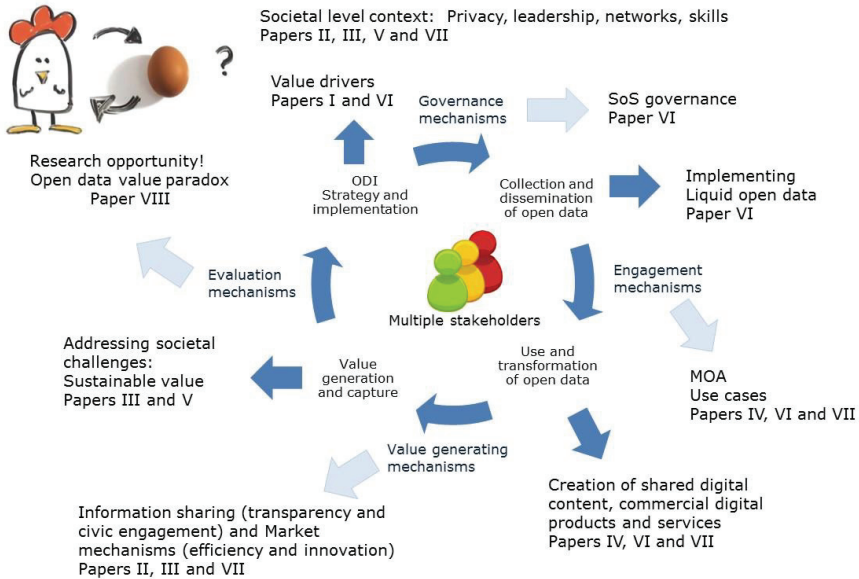 Societal level context: Privacy, leadership, networks, skills
Papers II, III, V and VII
?
Value drivers
Papers I and VI
Governance
mechanisms
SoS governance
Paper VI
Research opportunity!
Open data value paradox
Paper VIII
ODI
Strategy and
implementation
Collection and
dissemination
of open data
Implementing
Liquid open data
Paper VI
Evaluation
mechanisms
Multiple stakeholders
Engagement
mechanisms
Addressing societal
challenges:
Sustainable value
Papers III and V
Value
generation
and capture
Use and
transformation
of open data
MOA
Use cases
Papers IV, VI and VII
Value generating
mechanisms
Creation of shared digital
content, commercial digital
products and services
Papers IV, VI and VII
Information sharing (transparency and
civic engagement) and Market
mechanisms (efficiency and innovation)
Papers II, III and VII